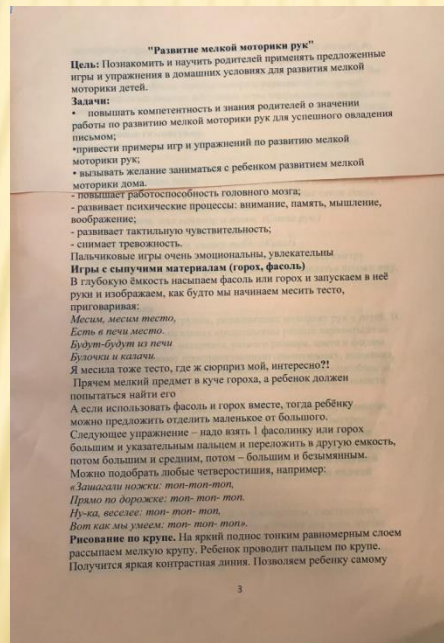 "Развитие мелкой моторики рук"
Цель: Познакомить и научить родителей применять предложенные
игры и упражнения в домашних условиях для развития мелкой
моторики детей.
Задачи:
• повышать компетентность и знания родителей о значении
работы по развитию мелкой моторики рук для успешного овладения
письмом;
•привести примеры игр и упражнений по развитию мелкой
моторики рук;
• вызывать желание заниматься с ребенком развитием мелкой
моторики дома.
- повышает работоспособность головного мозга;
- развивает психические процессы: внимание, память, мышление,
воображение;
- развивает тактильную чувствительность;
- снимает тревожность.
Пальчиковые игры очень эмоциональны, увлекательны
Игры с сыпучими материалам (горох, фасоль)
В глубокую ёмкость насыпаем фасоль или горох и запускаем в неё
руки и изображаем, как будто мы начинаем месить тесто,
приговаривая:
Месим, месим тесто,
Есть в печи место.
Будут-будут из печи
Булочки и калачи.
Я месила тоже тесто, где ж сюрприз мой, интересно?!
Прячем мелкий предмет в куче гороха, а ребенок должен
попытаться найти его
А если использовать фасоль и горох вместе, тогда ребёнку
можно предложить отделить маленькое от большого.
Следующее упражнение – надо взять 1 фасолинку или горох
большим и указательным пальцем и переложить в другую емкость,
потом большим и средним, потом – большим и безымянным.
Можно подобрать любые четверостишия, например:
«Зашагали ножки: топ-топ-топ,
Прямо по дорожке: топ- топ- топ.
Ну-ка, веселее: топ- топ- топ,
Вот как мы умеем: топ- топ- топ».
Рисование по крупе. На яркий поднос тонким равномерным слоем
рассыпаем мелкую крупу. Ребенок проводит пальцем по крупе.
Получится яркая контрастная линия. Позволяем ребенку самому
3